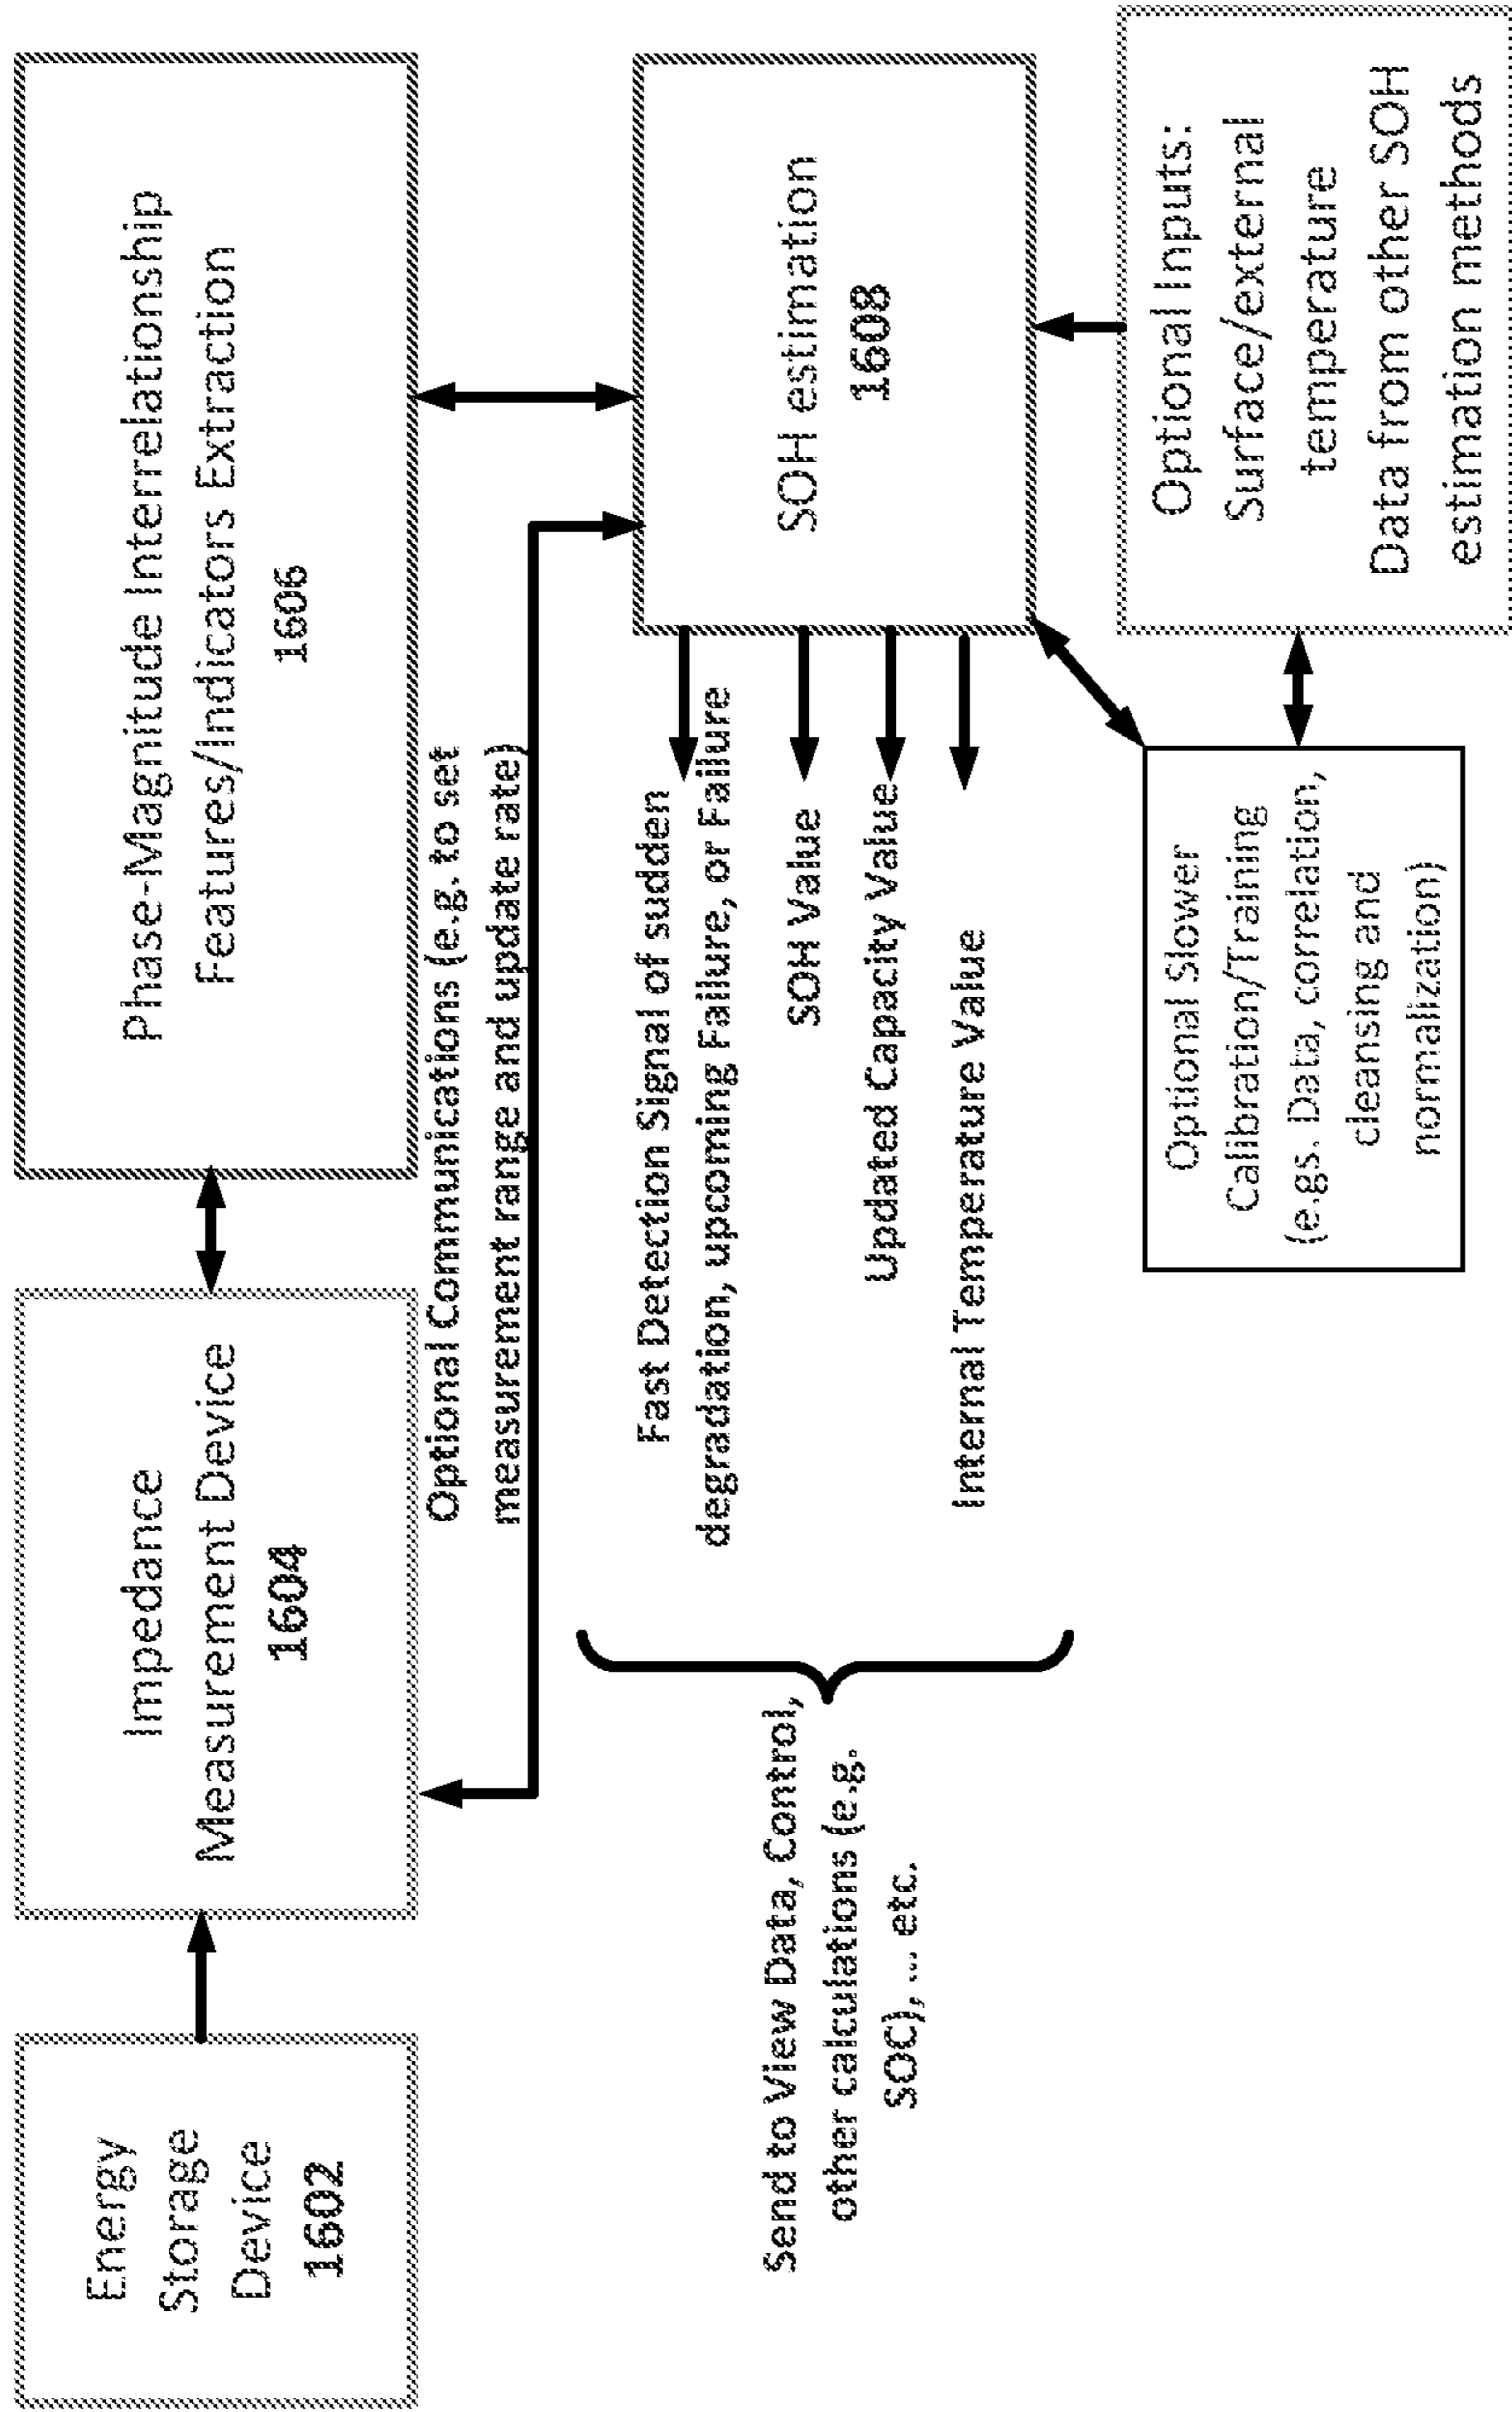 Energy
Storage
Device
1602
Impedance
Measurement Device
1604
Phase-Magnitude Interrelationship
Features/Indicators Extraction
1606
Optional Communications (e.g. to set
measurement range and update rate)
Fast Detection Signal of sudden
degradation, upcoming Failure, or Failure
SOH Value
Updated Capacity Value
Internal Temperature Value
Send to View Data, Control,
other calculations (e.g.
SOC), ... etc.
SOH estimation
1608
Optional Slower
Calibration/Training
(e.gs. Data, correlation,
cleansing and
normalization)
Optional Inputs:
Surface/external
temperature
Data from other SOH
estimation methods